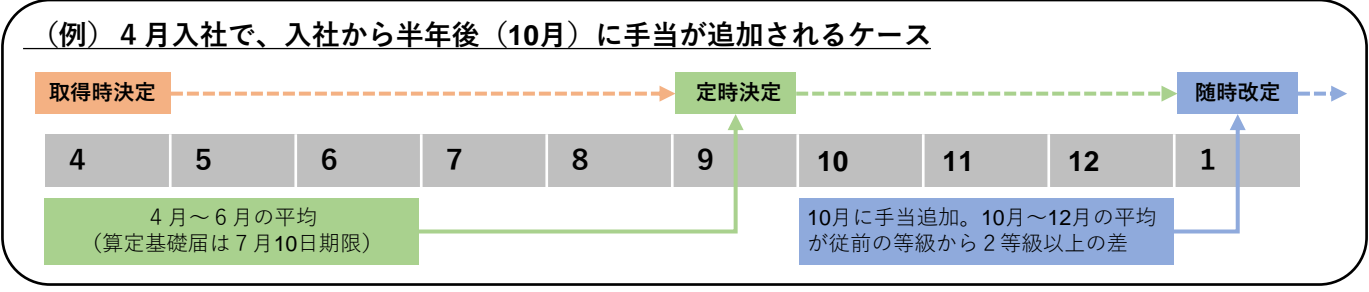 （例）４月入社で、入社から半年後（10月）に手当が追加されるケース
取得時決定 定時決定 随時改定
4 5 6 7 8 9 10 11 12 1
４月～６月の平均
（算定基礎届は７月10日期限）
10月に手当追加。10月～12月の平均
が従前の等級から２等級以上の差